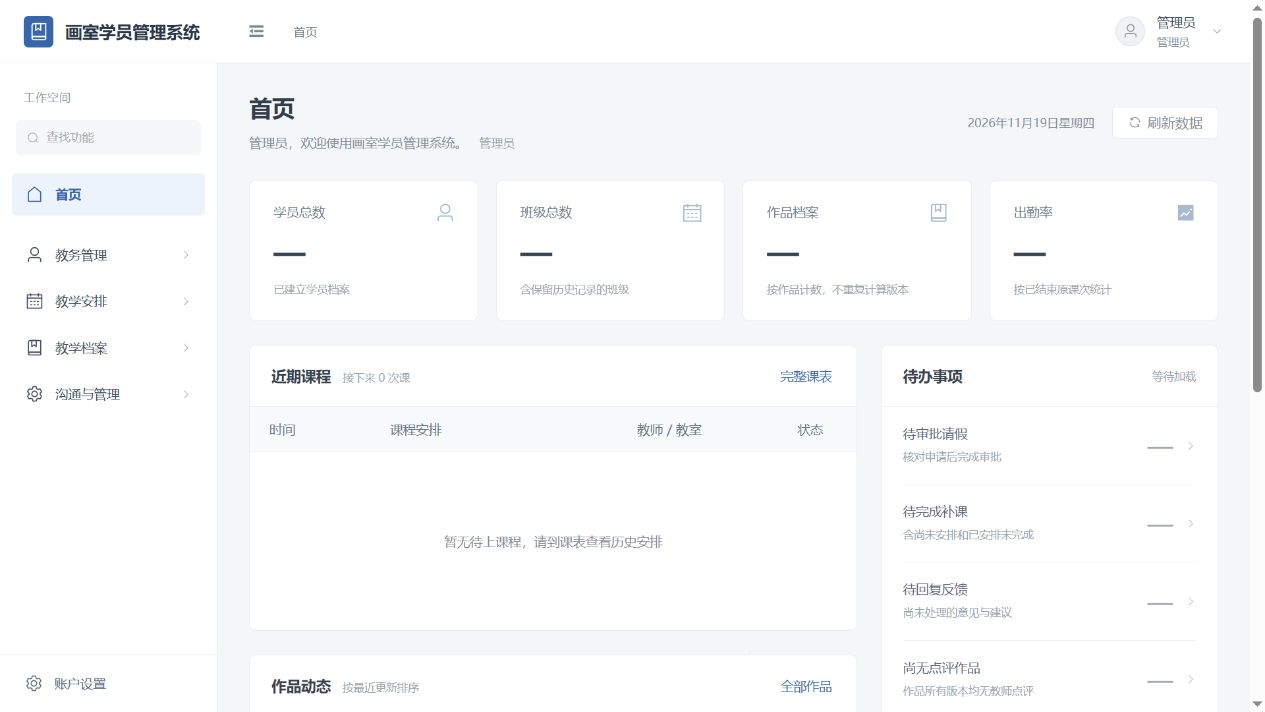 画室学员管理系统
首页
管理员
管理员
工作空间
查找功能
首页
教务管理
教学安排
教学档案
沟通与管理
账户设置
首页
管理员，欢迎使用画室学员管理系统。 管理员
2026年11月19日星期四
刷新数据
学员总数
——
已建立学员档案
班级总数
——
含保留历史记录的班级
作品档案
——
按作品计数，不重复计算版本
出勤率
——
按已结束原课次统计
近期课程 接下来 0 次课
完整课表
时间 课程安排 教师 / 教室 状态
暂无待上课程，请到课表查看历史安排
作品动态 按最近更新排序
全部作品
待办事项
等待加载
待审批请假
核对申请后完成审批
——
待完成补课
含尚未安排和已安排未完成
——
待回复反馈
尚未处理的意见与建议
——
尚无点评作品
作品所有版本均无教师点评
——